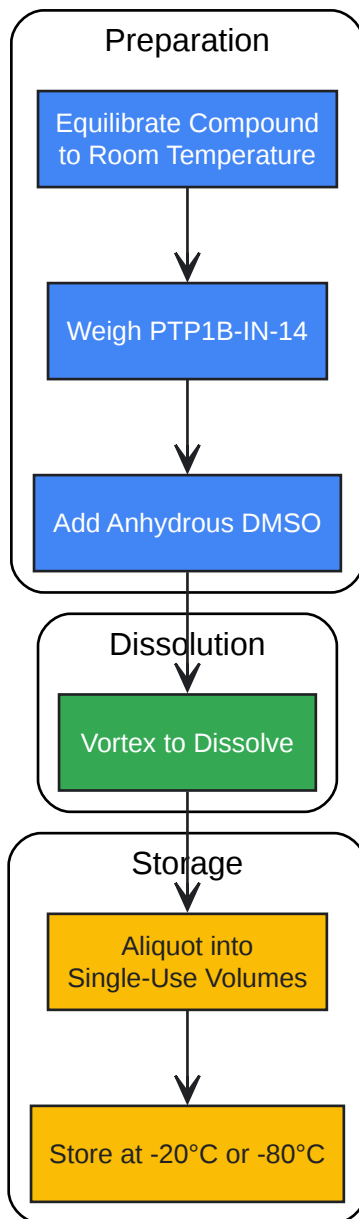 Preparation
Equilibrate Compound
to Room Temperature
Weigh PTP1B-IN-14
Add Anhydrous DMSO
Dissolution
Vortex to Dissolve
Storage
Aliquot into
Single-Use Volumes
Store at -20°C or -80°C